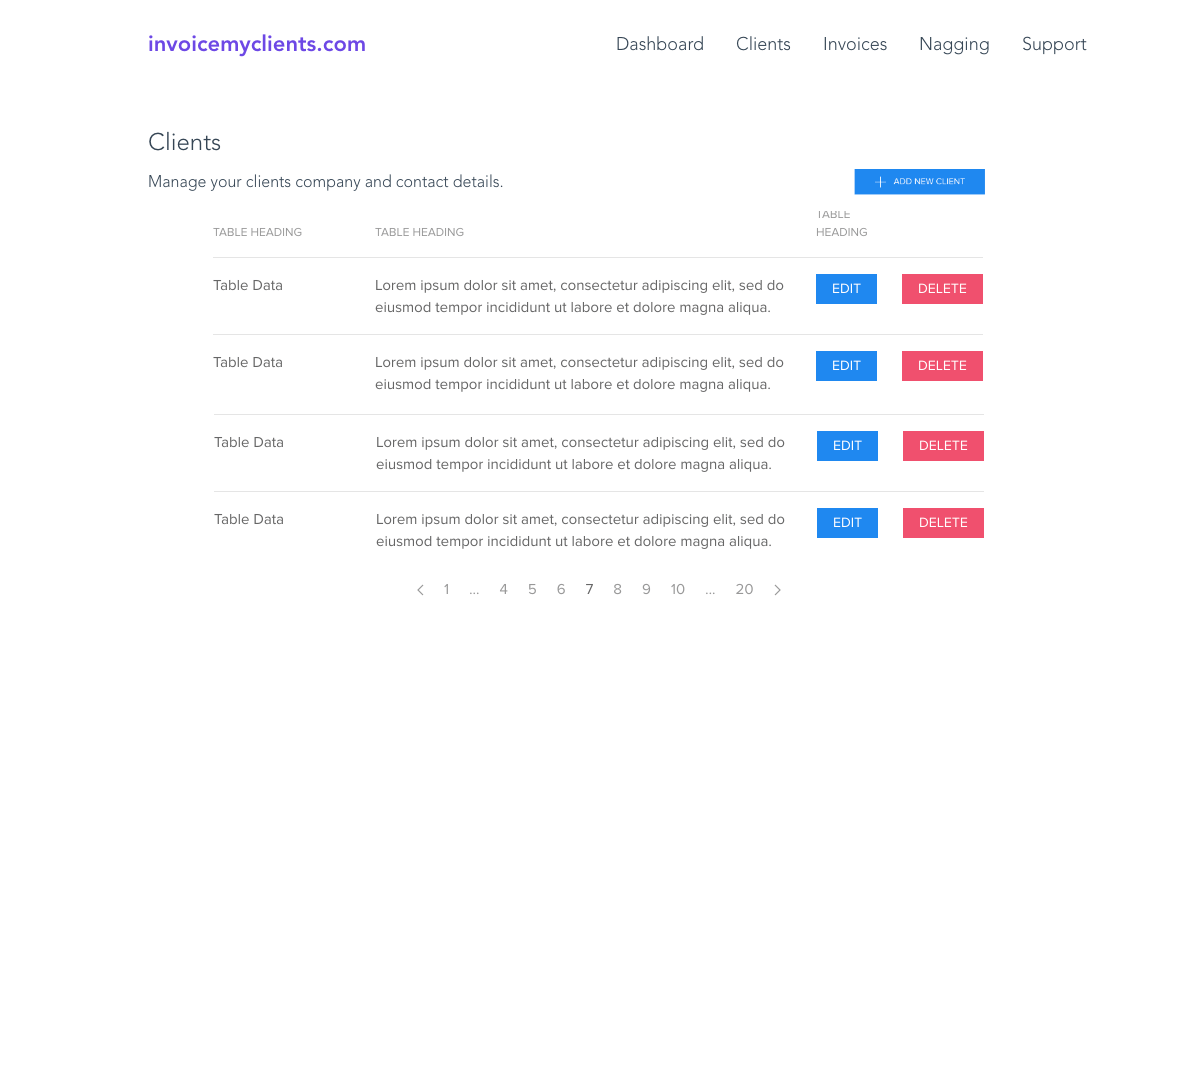 invoicemyclients.com Dashboard Clients Invoices Nagging Support
Clients
Manage your clients company and contact details.
ADD NEW CLIENT
TABLE HEADING TABLE HEADING TABLE HEADING
Table Data Lorem ipsum dolor sit amet, consectetur adipiscing elit, sed do EDIT DELETE
eiusmod tempor incididunt ut labore et dolore magna aliqua.
Table Data Lorem ipsum dolor sit amet, consectetur adipiscing elit, sed do EDIT DELETE
eiusmod tempor incididunt ut labore et dolore magna aliqua.
Table Data Lorem ipsum dolor sit amet, consectetur adipiscing elit, sed do EDIT DELETE
eiusmod tempor incididunt ut labore et dolore magna aliqua.
Table Data Lorem ipsum dolor sit amet, consectetur adipiscing elit, sed do EDIT DELETE
eiusmod tempor incididunt ut labore et dolore magna aliqua.
1 ... 4 5 6 7 8 9 10 ... 20